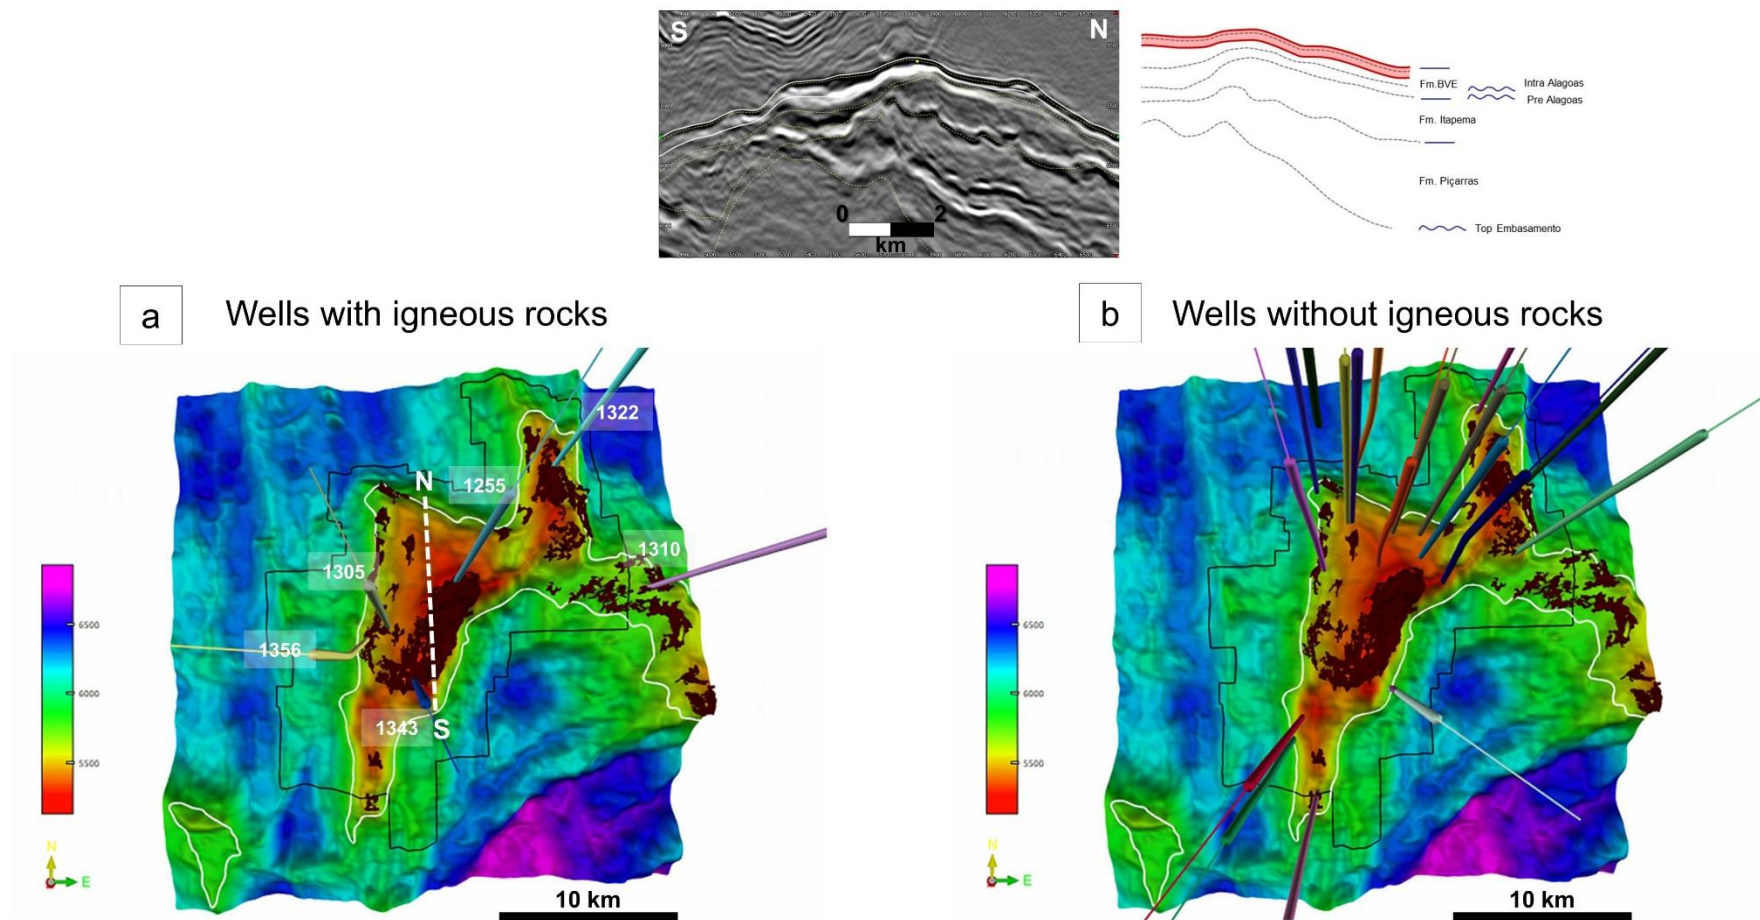 S N
0 2
km
Fm.BVE
Intra Alagoas
Pre Alagoas
Fm. Itapema
Fm. Piçarras
Top Embasamento
a Wells with igneous rocks
1322
N
1255
1310
1305
1356
1343
S
6500
6000
5500
N
E
10 km
b Wells without igneous rocks
6500
6000
5500
N
E
10 km